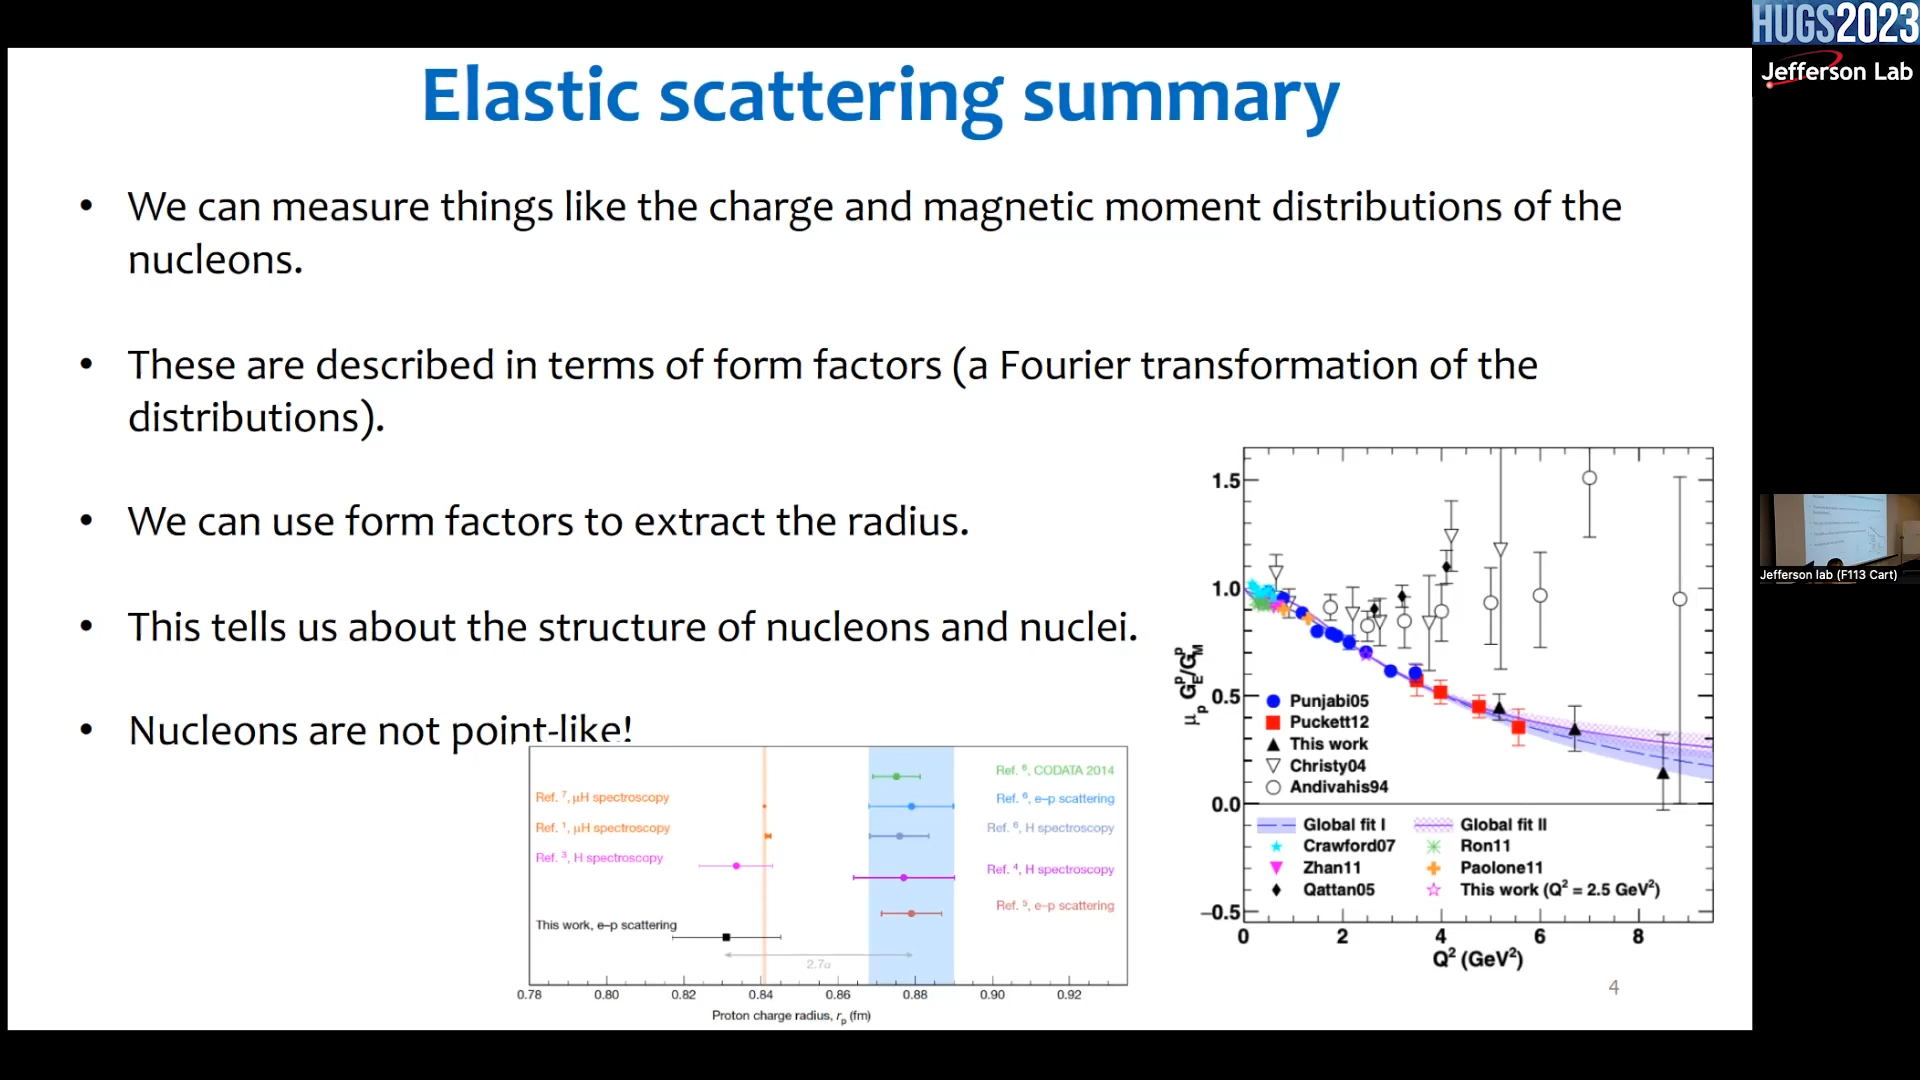 HUGS2023
Jefferson Lab
Elastic scattering summary
• We can measure things like the charge and magnetic moment distributions of the
nucleons.
• These are described in terms of form factors (a Fourier transformation of the
distributions).
• We can use form factors to extract the radius.
• This tells us about the structure of nucleons and nuclei.
• Nucleons are not point-like!
Ref. 6, CODATA 2014
Ref. 7, μH spectroscopy
Ref. 6, e–p scattering
Ref. 1, μH spectroscopy
Ref. 6, H spectroscopy
Ref. 3, H spectroscopy
Ref. 4, H spectroscopy
Ref. 5, e–p scattering
This work, e–p scattering
2.7σ
0.78 0.80 0.82 0.84 0.86 0.88 0.90 0.92
Proton charge radius, rp (fm)
1.5
1.0
0.5
0.0
–0.5
μp GEp/GMp
Punjabi05
Puckett12
This work
Christy04
Andivahis94
Global fit I Global fit II
Crawford07 Ron11
Zhan11 Paolone11
Qattan05 This work (Q² = 2.5 GeV²)
0 2 4 6 8
Q² (GeV²)
4
Jefferson lab (F113 Cart)